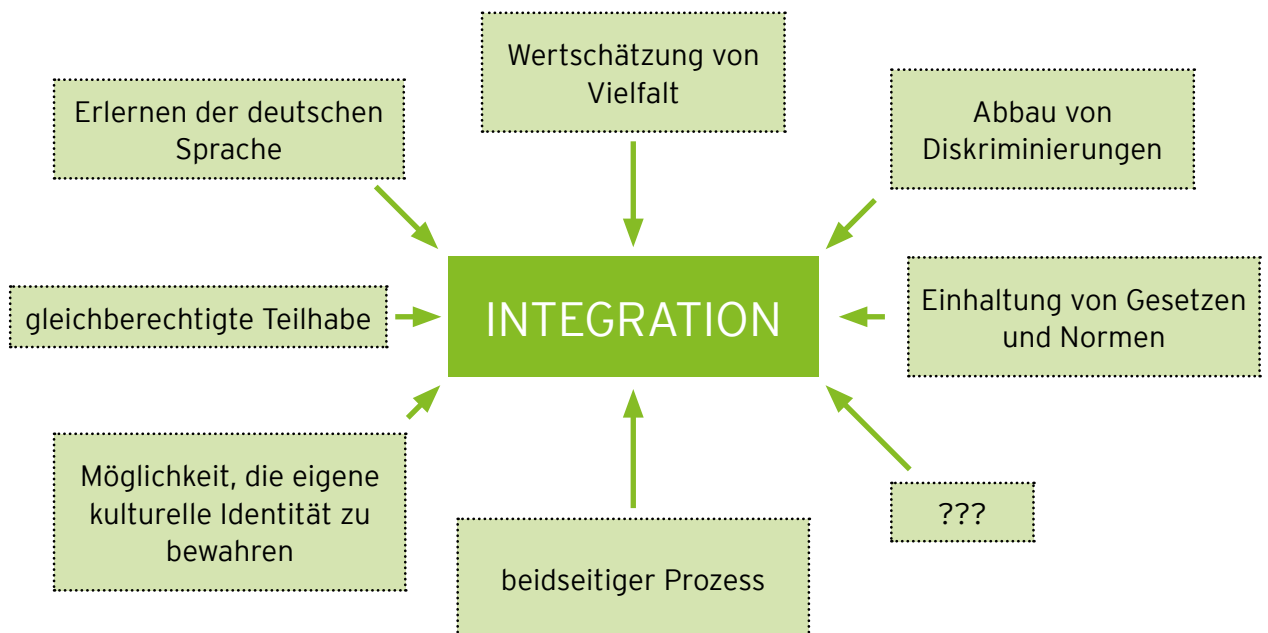 Wertschätzung von
Vielfalt
Erlernen der deutschen
Sprache
Abbau von
Diskriminierungen
gleichberechtigte Teilhabe
INTEGRATION
Einhaltung von Gesetzen
und Normen
Möglichkeit, die eigene
kulturelle Identität zu
bewahren
beidseitiger Prozess
???